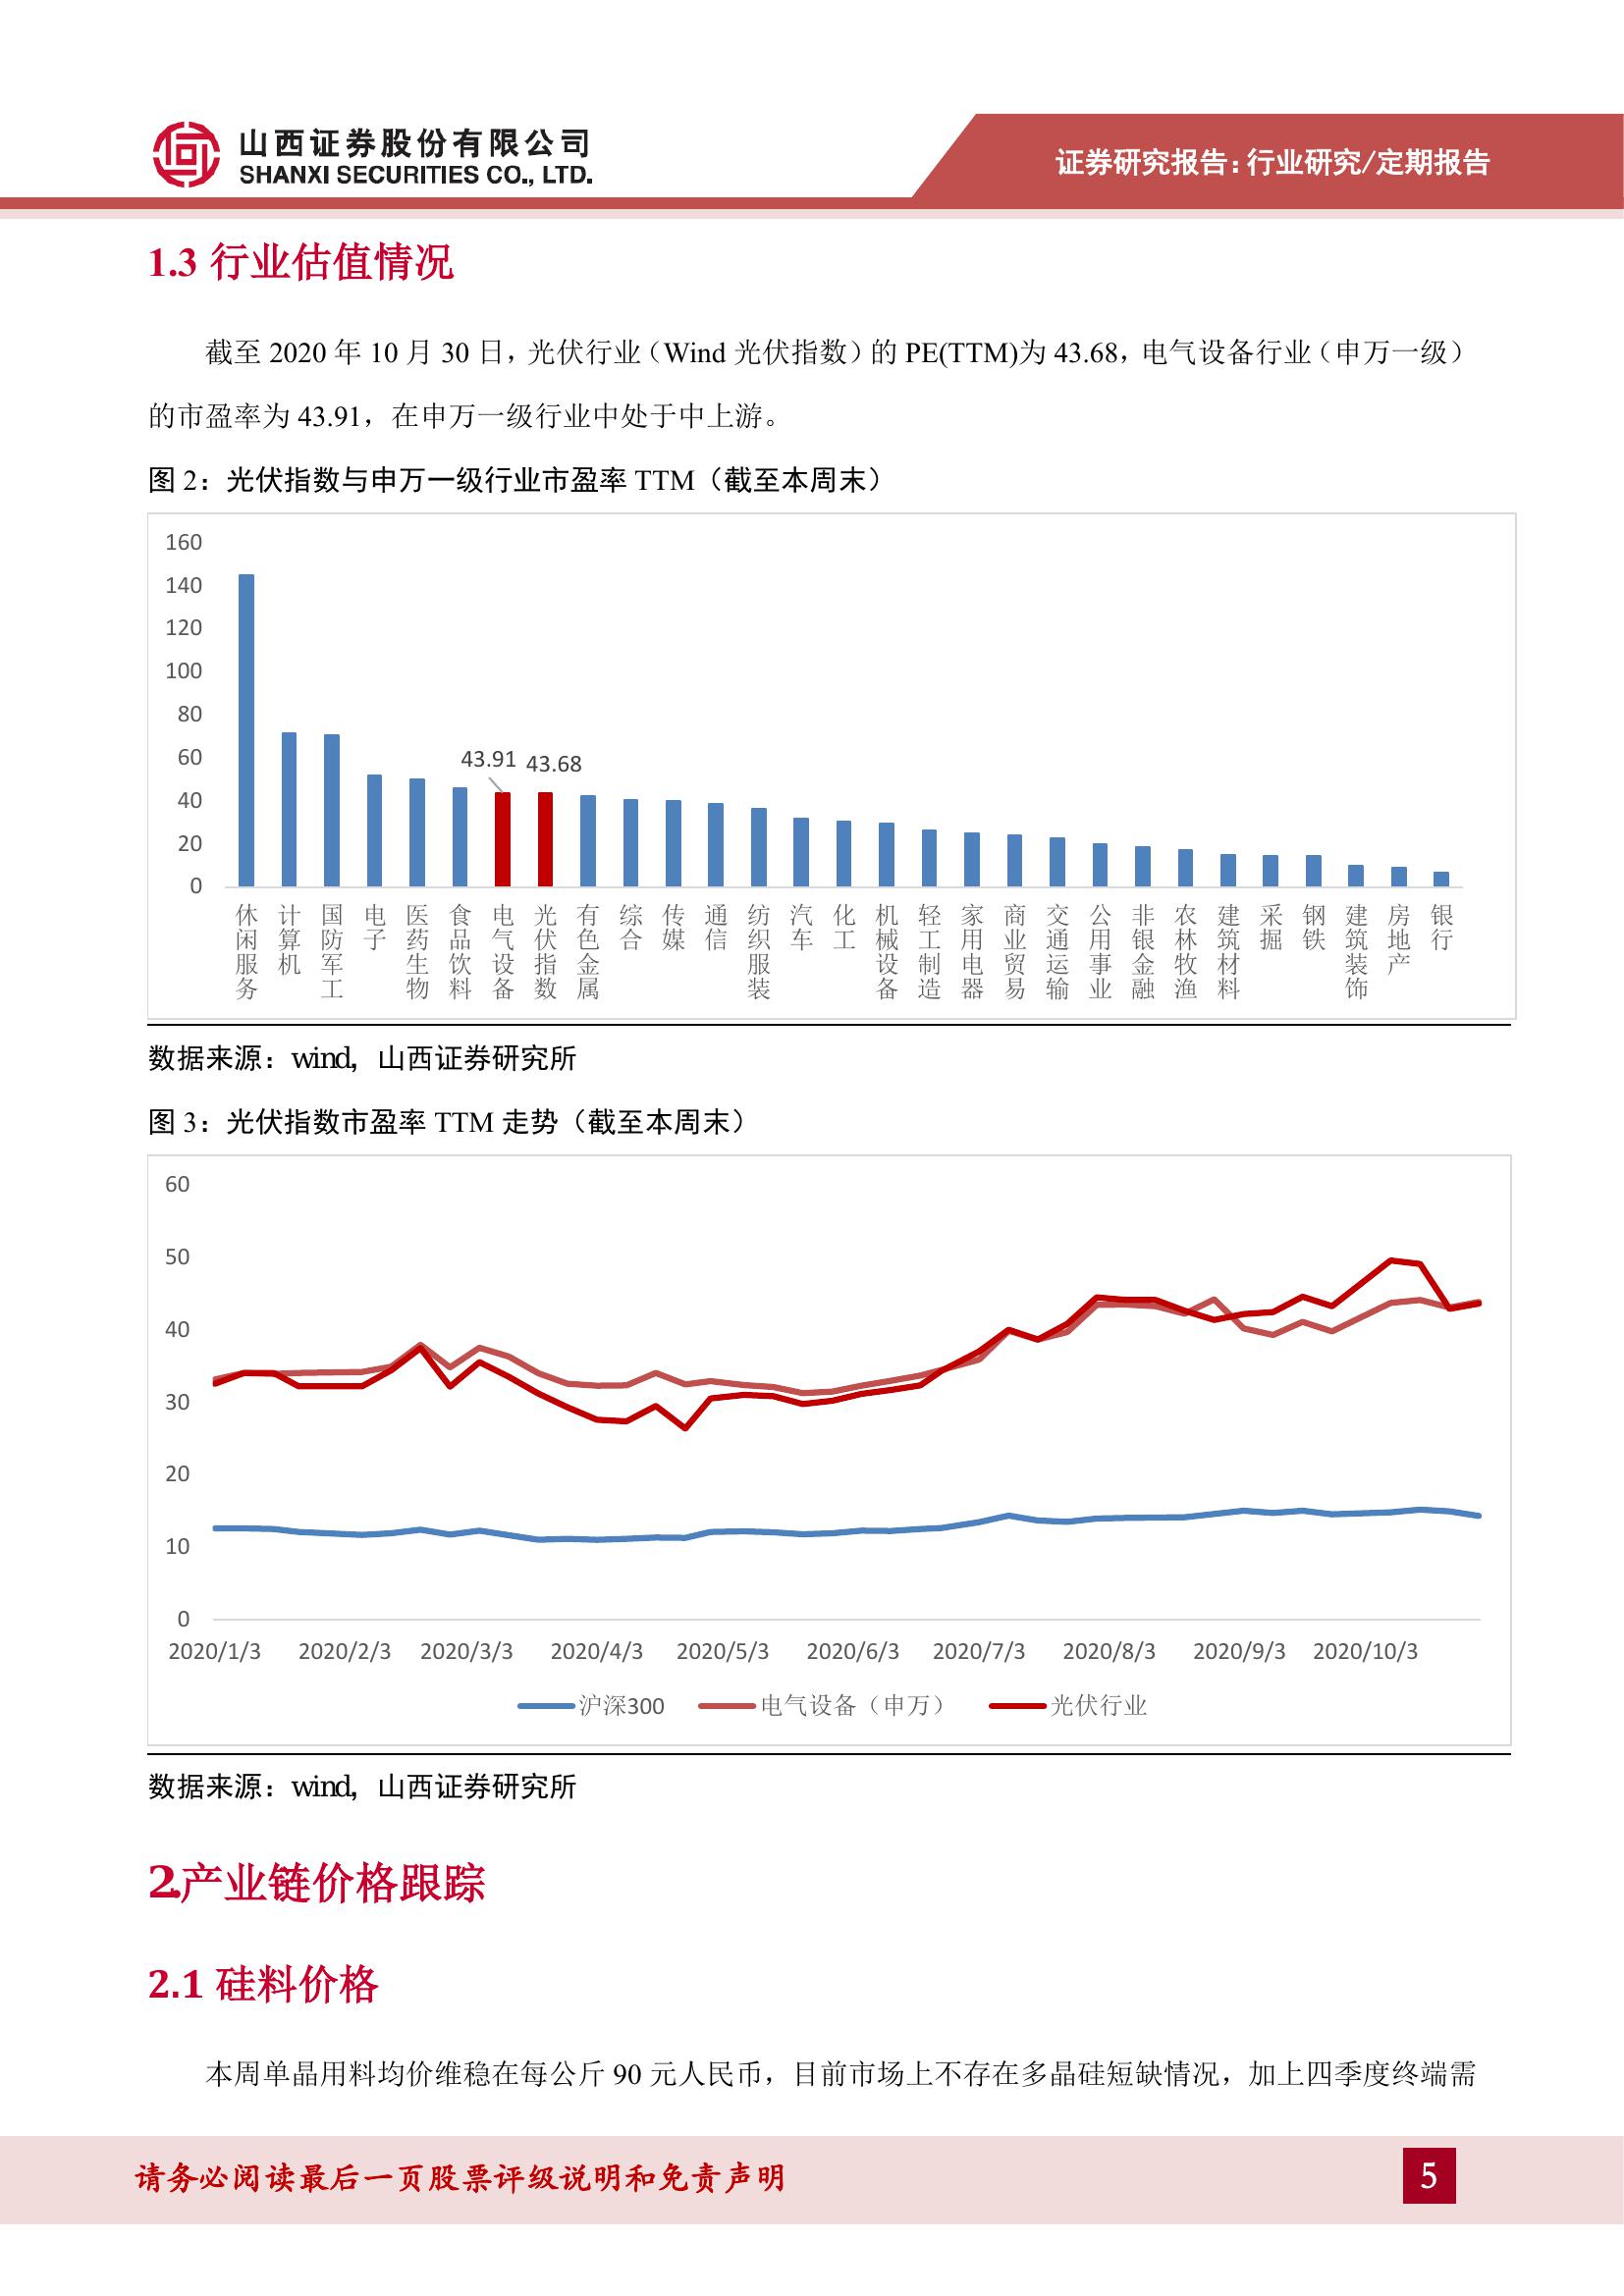 山西证券股份有限公司
SHANXI SECURITIES CO., LTD.
证券研究报告：行业研究/定期报告
1.3 行业估值情况
截至 2020 年 10 月 30 日，光伏行业（Wind 光伏指数）的 PE(TTM)为 43.68，电气设备行业（申万一级）
的市盈率为 43.91，在申万一级行业中处于中上游。
图 2：光伏指数与申万一级行业市盈率 TTM（截至本周末）
160
140
120
100
80
60
40
20
0
43.91
43.68
休闲服务
计算机
国防军工
电子
医药生物
食品饮料
电气设备
光伏指数
有色金属
综合
传媒
通信
纺织服装
汽车
化工
机械设备
轻工制造
家用电器
商业贸易
交通运输
公用事业
非银金融
农林牧渔
建筑材料
采掘
钢铁
建筑装饰
房地产
银行
数据来源：wind，山西证券研究所
图 3：光伏指数市盈率 TTM 走势（截至本周末）
60
50
40
30
20
10
0
2020/1/3 2020/2/3 2020/3/3 2020/4/3 2020/5/3 2020/6/3 2020/7/3 2020/8/3 2020/9/3 2020/10/3
沪深300 电气设备（申万） 光伏行业
数据来源：wind，山西证券研究所
2.产业链价格跟踪
2.1 硅料价格
本周单晶用料均价维稳在每公斤 90 元人民币，目前市场上不存在多晶硅短缺情况，加上四季度终端需
请务必阅读最后一页股票评级说明和免责声明
5